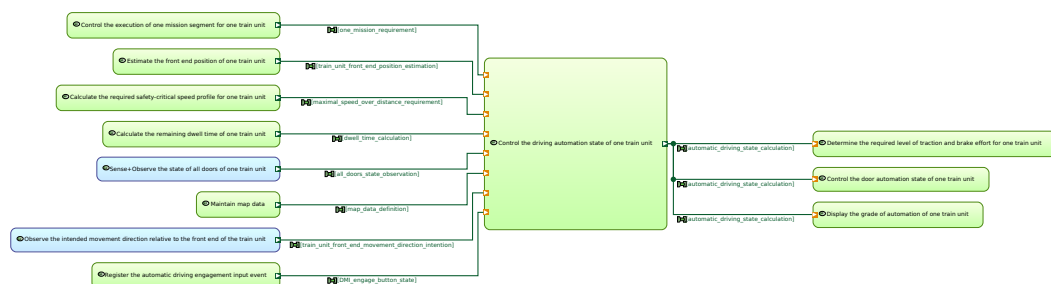 Control the execution of one mission segment for one train unit
[one_mission_requirement]
Estimate the front end position of one train unit
[train_unit_front_end_position_estimation]
Calculate the required safety-critical speed profile for one train unit
[maximal_speed_over_distance_requirement]
Calculate the remaining dwell time of one train unit
[dwell_time_calculation]
Sense+Observe the state of all doors of one train unit
[all_doors_state_observation]
Maintain map data
[map_data_definition]
Observe the intended movement direction relative to the front end of the train unit
[train_unit_front_end_movement_direction_intention]
Register the automatic driving engagement input event
[DMI_engage_button_state]
Control the driving automation state of one train unit
[automatic_driving_state_calculation]
Determine the required level of traction and brake effort for one train unit
[automatic_driving_state_calculation]
Control the door automation state of one train unit
[automatic_driving_state_calculation]
Display the grade of automation of one train unit